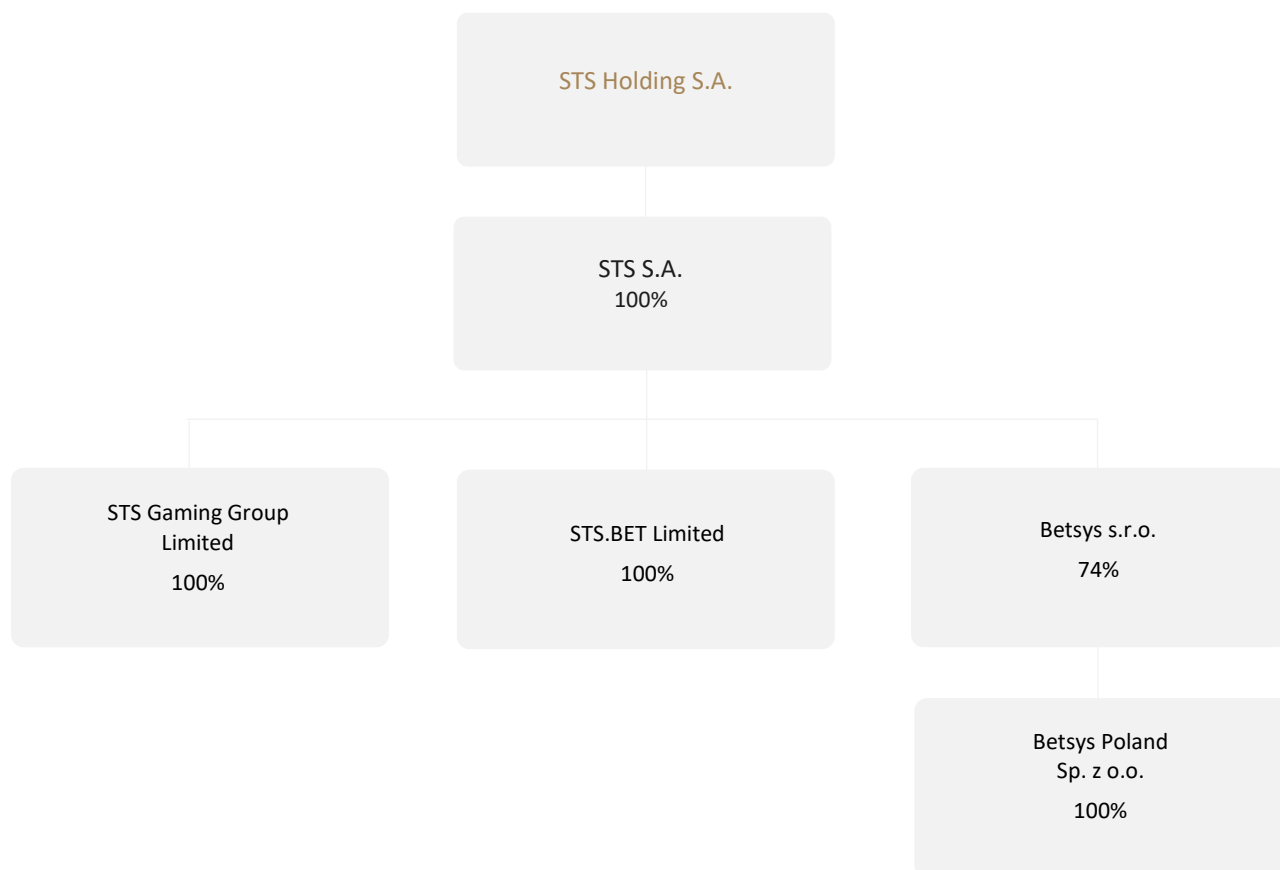 STS Holding S.A.
STS S.A.
100%
STS Gaming Group
Limited
100%
STS.BET Limited
100%
Betsys s.r.o.
74%
Betsys Poland
Sp. z o.o.
100%